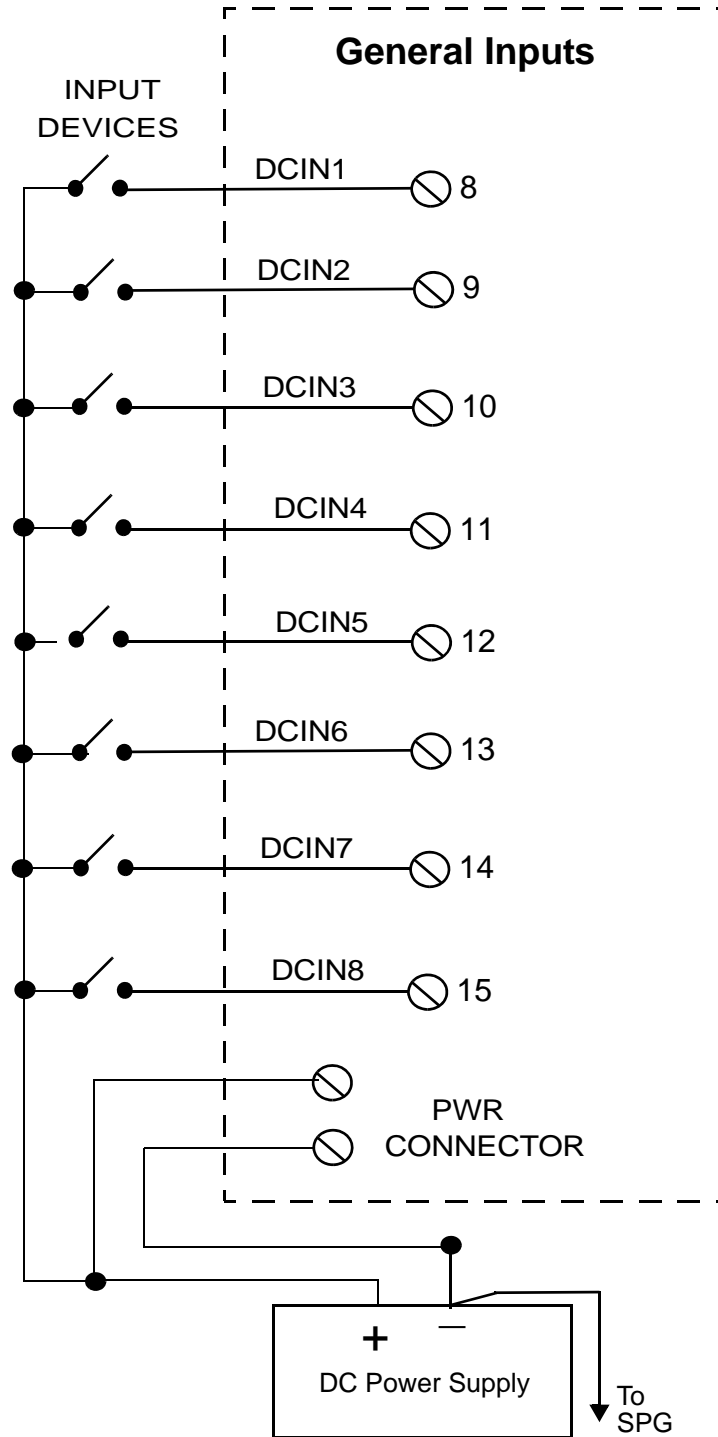 General Inputs
INPUT
DEVICES
DCIN1
8
DCIN2
9
DCIN3
10
DCIN4
11
DCIN5
12
DCIN6
13
DCIN7
14
DCIN8
15
PWR
CONNECTOR
+
—
DC Power Supply
To
SPG